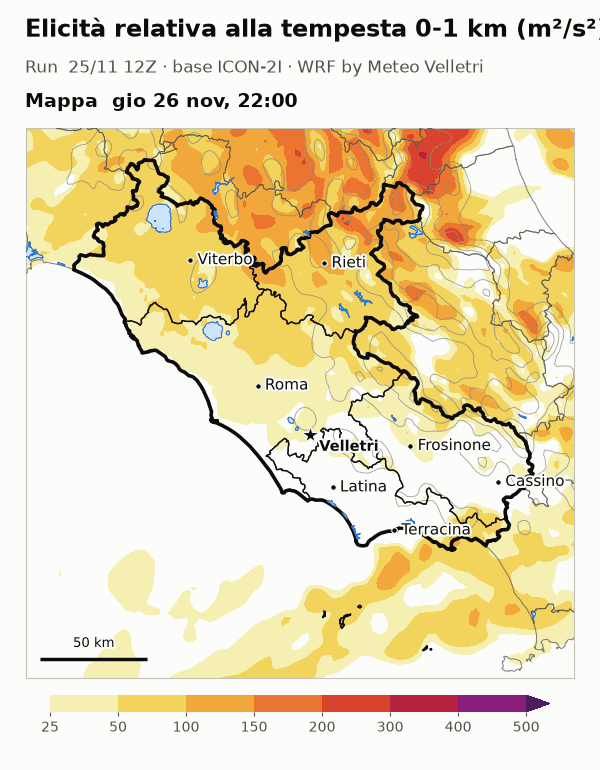 Elicità relativa alla tempesta 0-1 km (m²/s²)
Run  25/11 12Z · base ICON-2I · WRF by Meteo Velletri
Mappa  gio 26 nov, 22:00
Viterbo
Rieti
Roma
Velletri
Frosinone
Latina
Cassino
Terracina
50 km
25 50 100 150 200 300 400 500